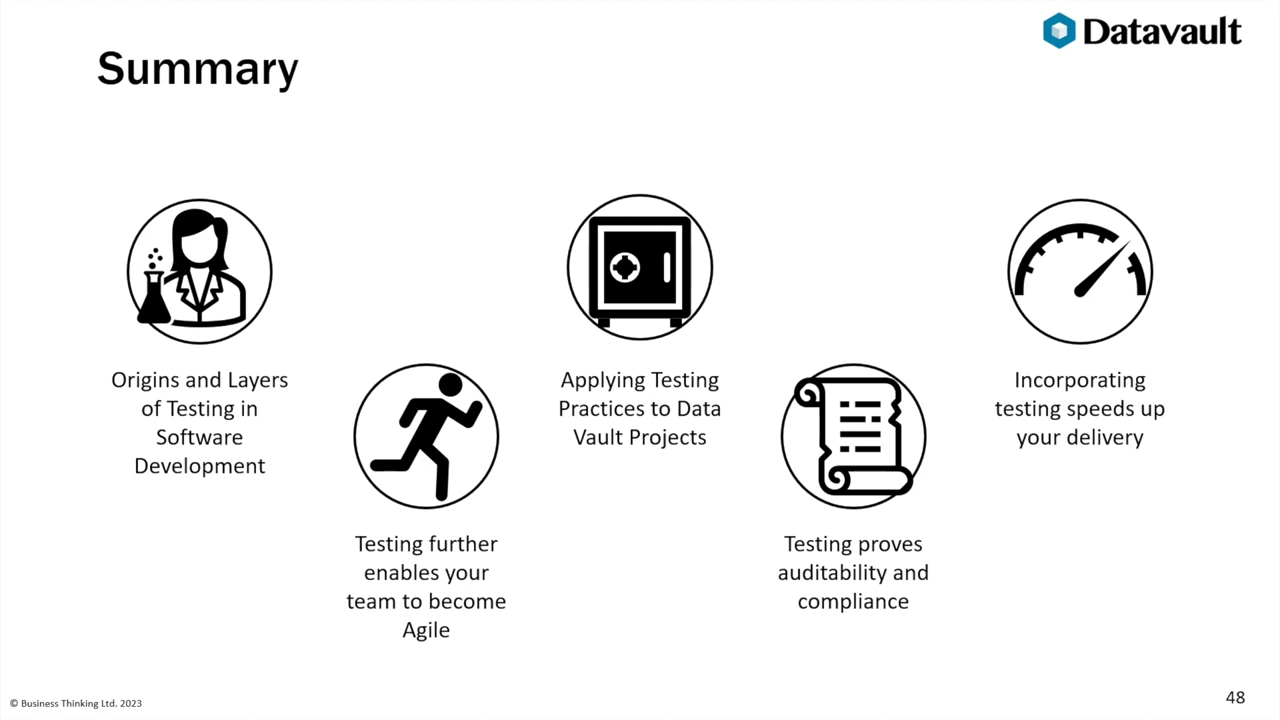 Datavault
Summary
Origins and Layers
of Testing in
Software
Development
Testing further
enables your
team to become
Agile
Applying Testing
Practices to Data
Vault Projects
Testing proves
auditability and
compliance
Incorporating
testing speeds up
your delivery
© Business Thinking Ltd. 2023
48